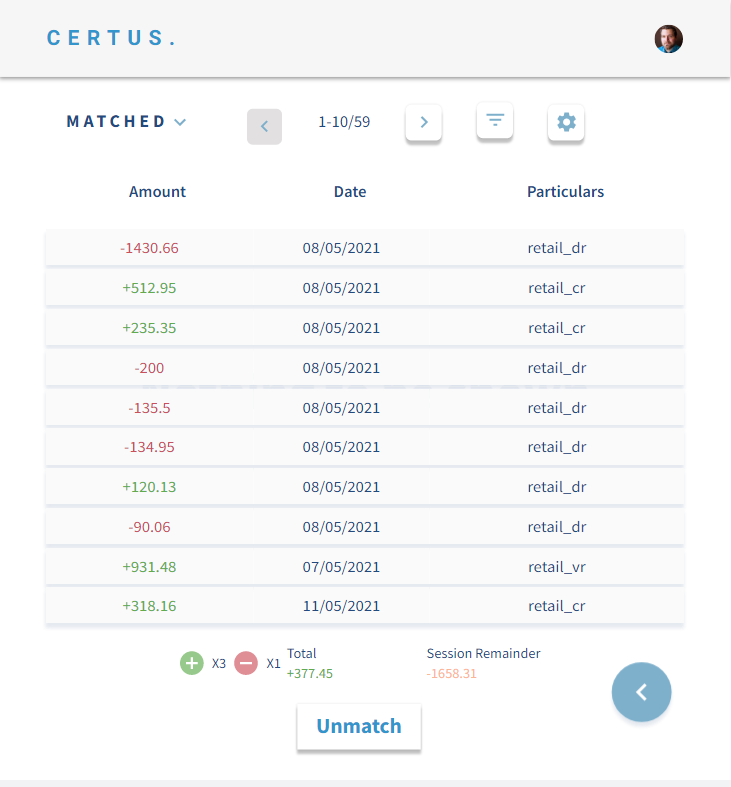 CERTUS.
MATCHED 1-10/59
Amount Date Particulars
-1430.66 08/05/2021 retail_dr
+512.95 08/05/2021 retail_cr
+235.35 08/05/2021 retail_cr
-200 08/05/2021 retail_dr
-135.5 08/05/2021 retail_dr
-134.95 08/05/2021 retail_dr
+120.13 08/05/2021 retail_dr
-90.06 08/05/2021 retail_dr
+931.48 07/05/2021 retail_vr
+318.16 11/05/2021 retail_cr
X3 X1 Total Session Remainder
+377.45 -1658.31
Unmatch